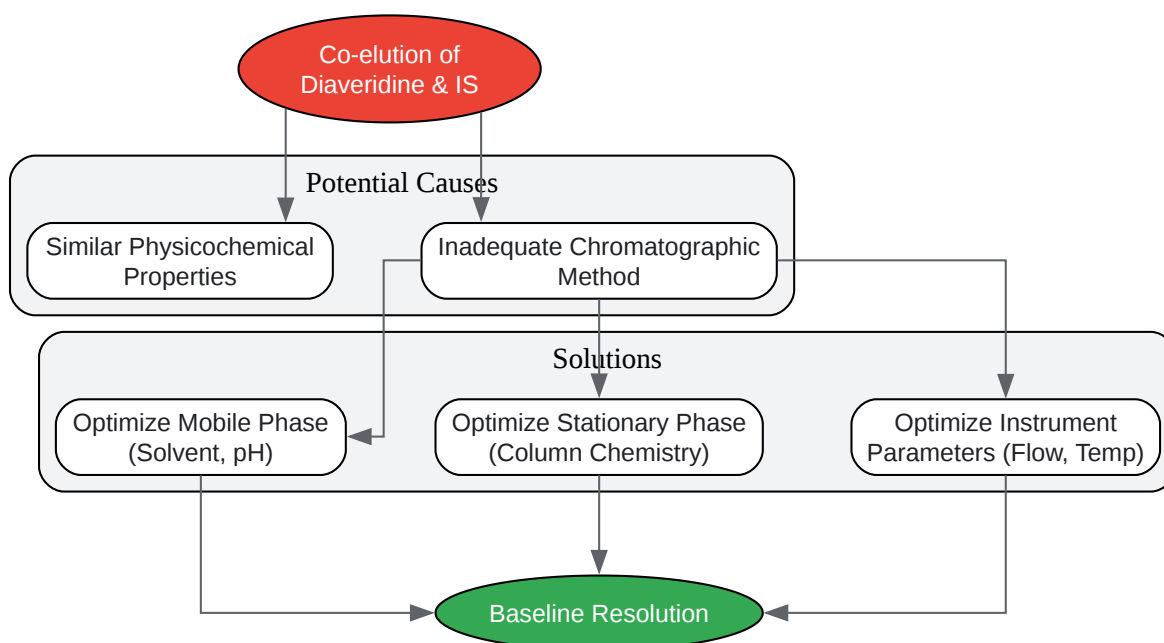 Co-elution of
Diaveridine & IS
Potential Causes
Similar Physicochemical
Properties
Inadequate Chromatographic
Method
Solutions
Optimize Mobile Phase
(Solvent, pH)
Optimize Stationary Phase
(Column Chemistry)
Optimize Instrument
Parameters (Flow, Temp)
Baseline Resolution